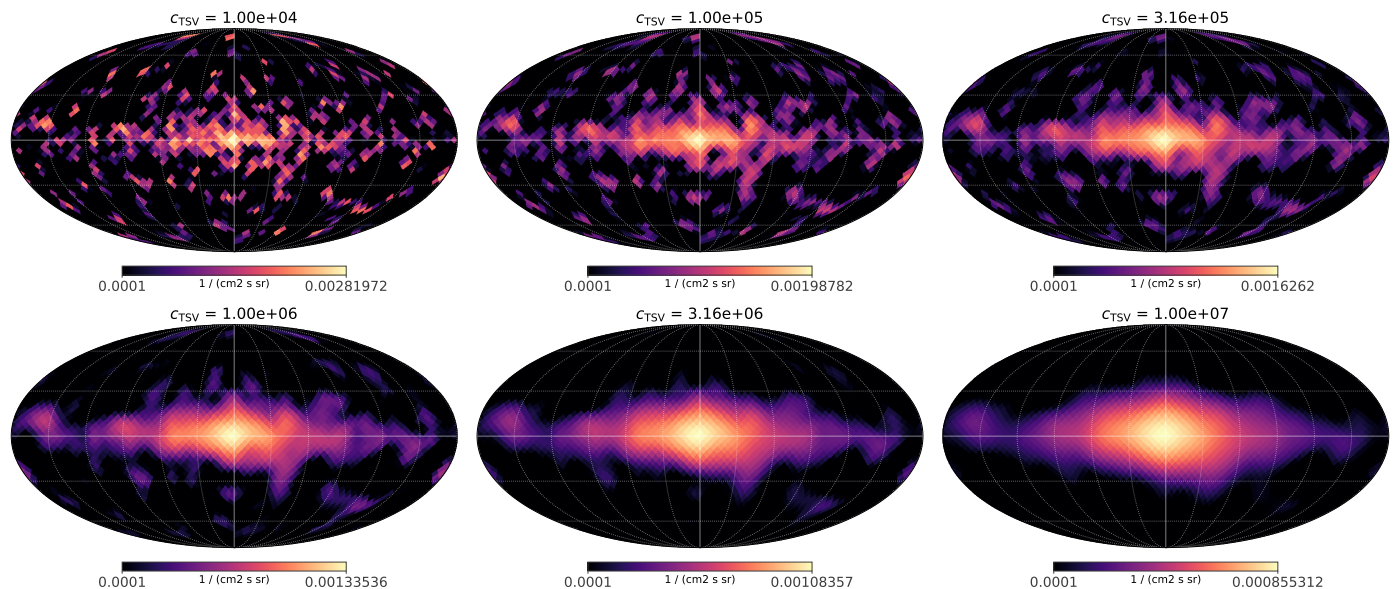 c_TSV = 1.00e+04
c_TSV = 1.00e+05
c_TSV = 3.16e+05
0.0001 1 / (cm2 s sr) 0.00281972
0.0001 1 / (cm2 s sr) 0.00198782
0.0001 1 / (cm2 s sr) 0.0016262
c_TSV = 1.00e+06
c_TSV = 3.16e+06
c_TSV = 1.00e+07
0.0001 1 / (cm2 s sr) 0.00133536
0.0001 1 / (cm2 s sr) 0.00108357
0.0001 1 / (cm2 s sr) 0.000855312